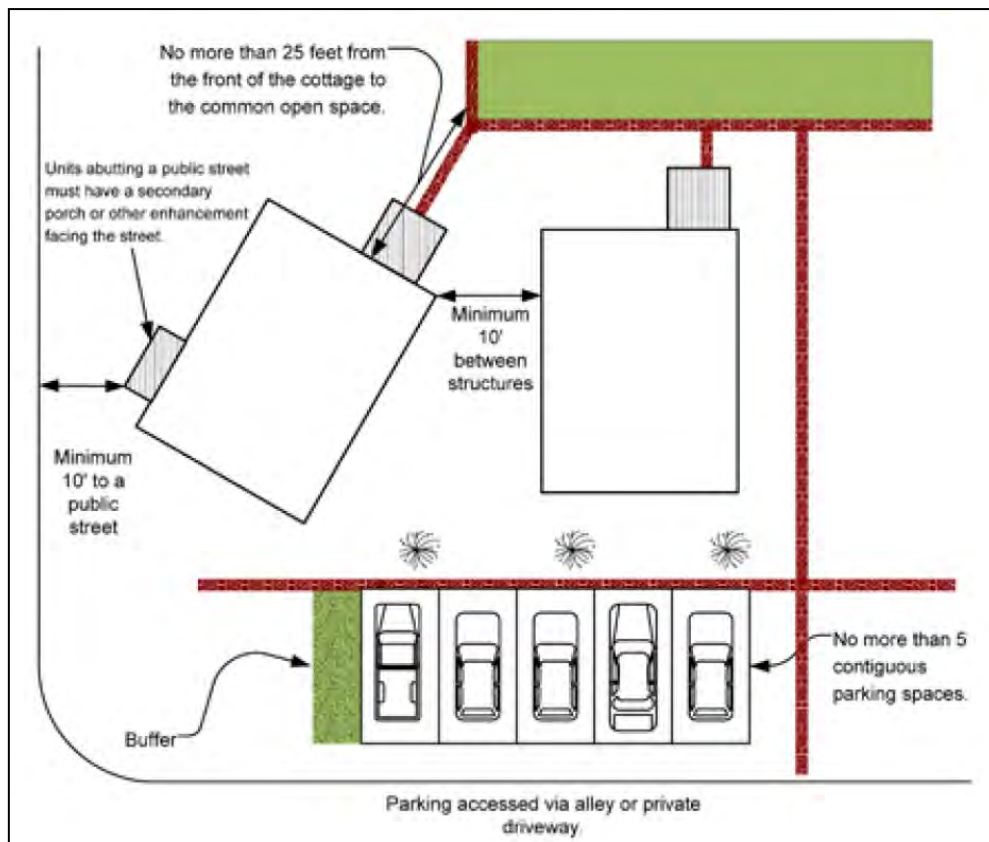 No more than 25 feet from
the front of the cottage to
the common open space.
Units abutting a public street
must have a secondary
porch or other enhancement
facing the street.
Minimum
10'
between
structures
Minimum
10' to a
public
street
No more than 5
contiguous
parking spaces.
Buffer
Parking accessed via alley or private
driveway.